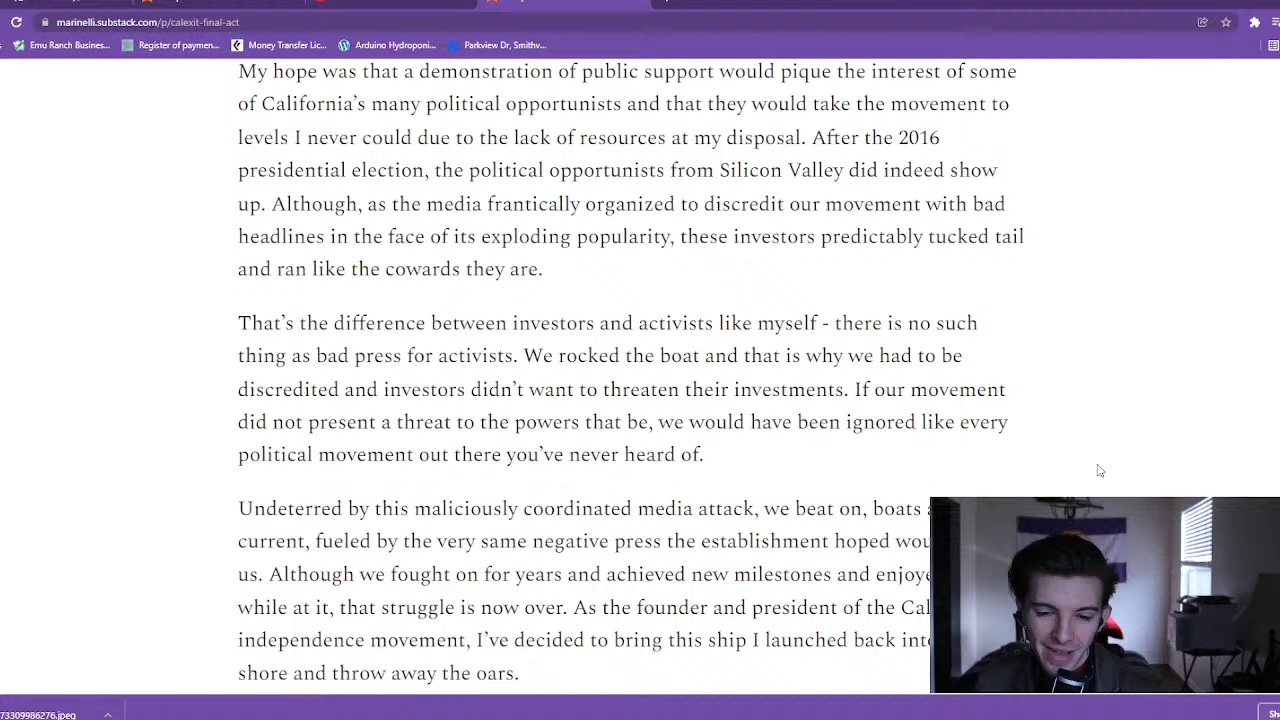 marinelli.substack.com/p/calexit-final-act
Emu Ranch Busines... Register of paymen... Money Transfer Lic... Arduino Hydroponi... Parkview Dr, Smithv...
My hope was that a demonstration of public support would pique the interest of some
of California’s many political opportunists and that they would take the movement to
levels I never could due to the lack of resources at my disposal. After the 2016
presidential election, the political opportunists from Silicon Valley did indeed show
up. Although, as the media frantically organized to discredit our movement with bad
headlines in the face of its exploding popularity, these investors predictably tucked tail
and ran like the cowards they are.
That’s the difference between investors and activists like myself - there is no such
thing as bad press for activists. We rocked the boat and that is why we had to be
discredited and investors didn’t want to threaten their investments. If our movement
did not present a threat to the powers that be, we would have been ignored like every
political movement out there you’ve never heard of.
Undeterred by this maliciously coordinated media attack, we beat on, boats
current, fueled by the very same negative press the establishment hoped
us. Although we fought on for years and achieved new milestones and
while at it, that struggle is now over. As the founder and president of the
independence movement, I’ve decided to bring this ship I launched back
shore and throw away the oars.
73309986276.jpeg